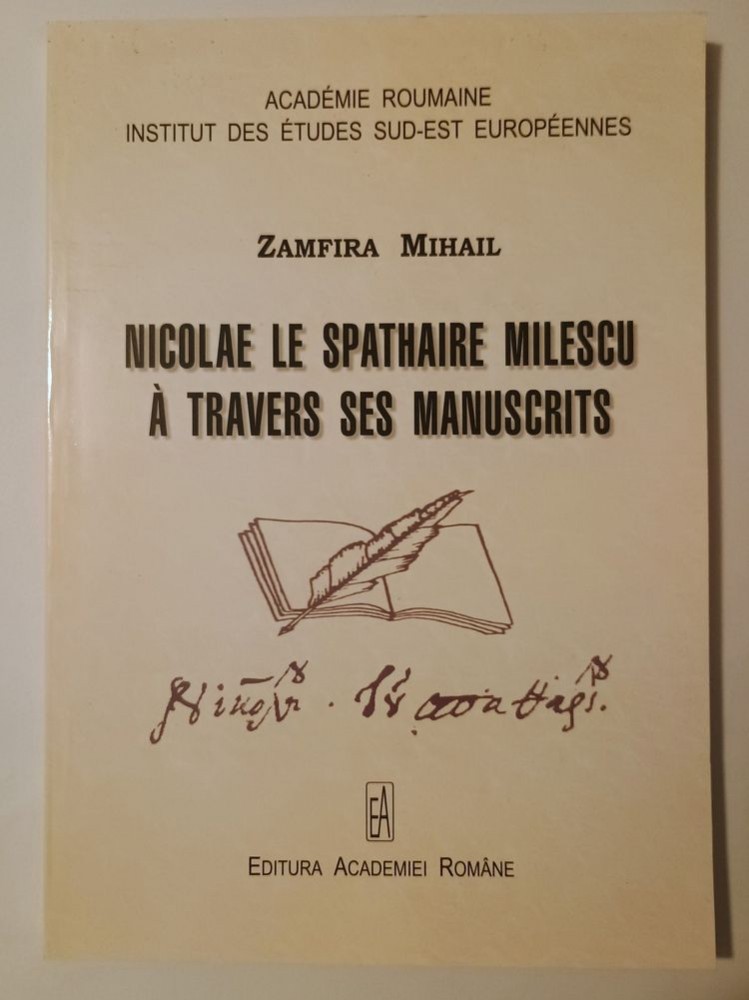 ACADÉMIE ROUMAINE
INSTITUT DES ÉTUDES SUD-EST EUROPÉENNES
ZAMFIRA MIHAIL
NICOLAE LE SPATHAIRE MILESCU
À TRAVERS SES MANUSCRITS
EA
EDITURA ACADEMIEI ROMÂNE